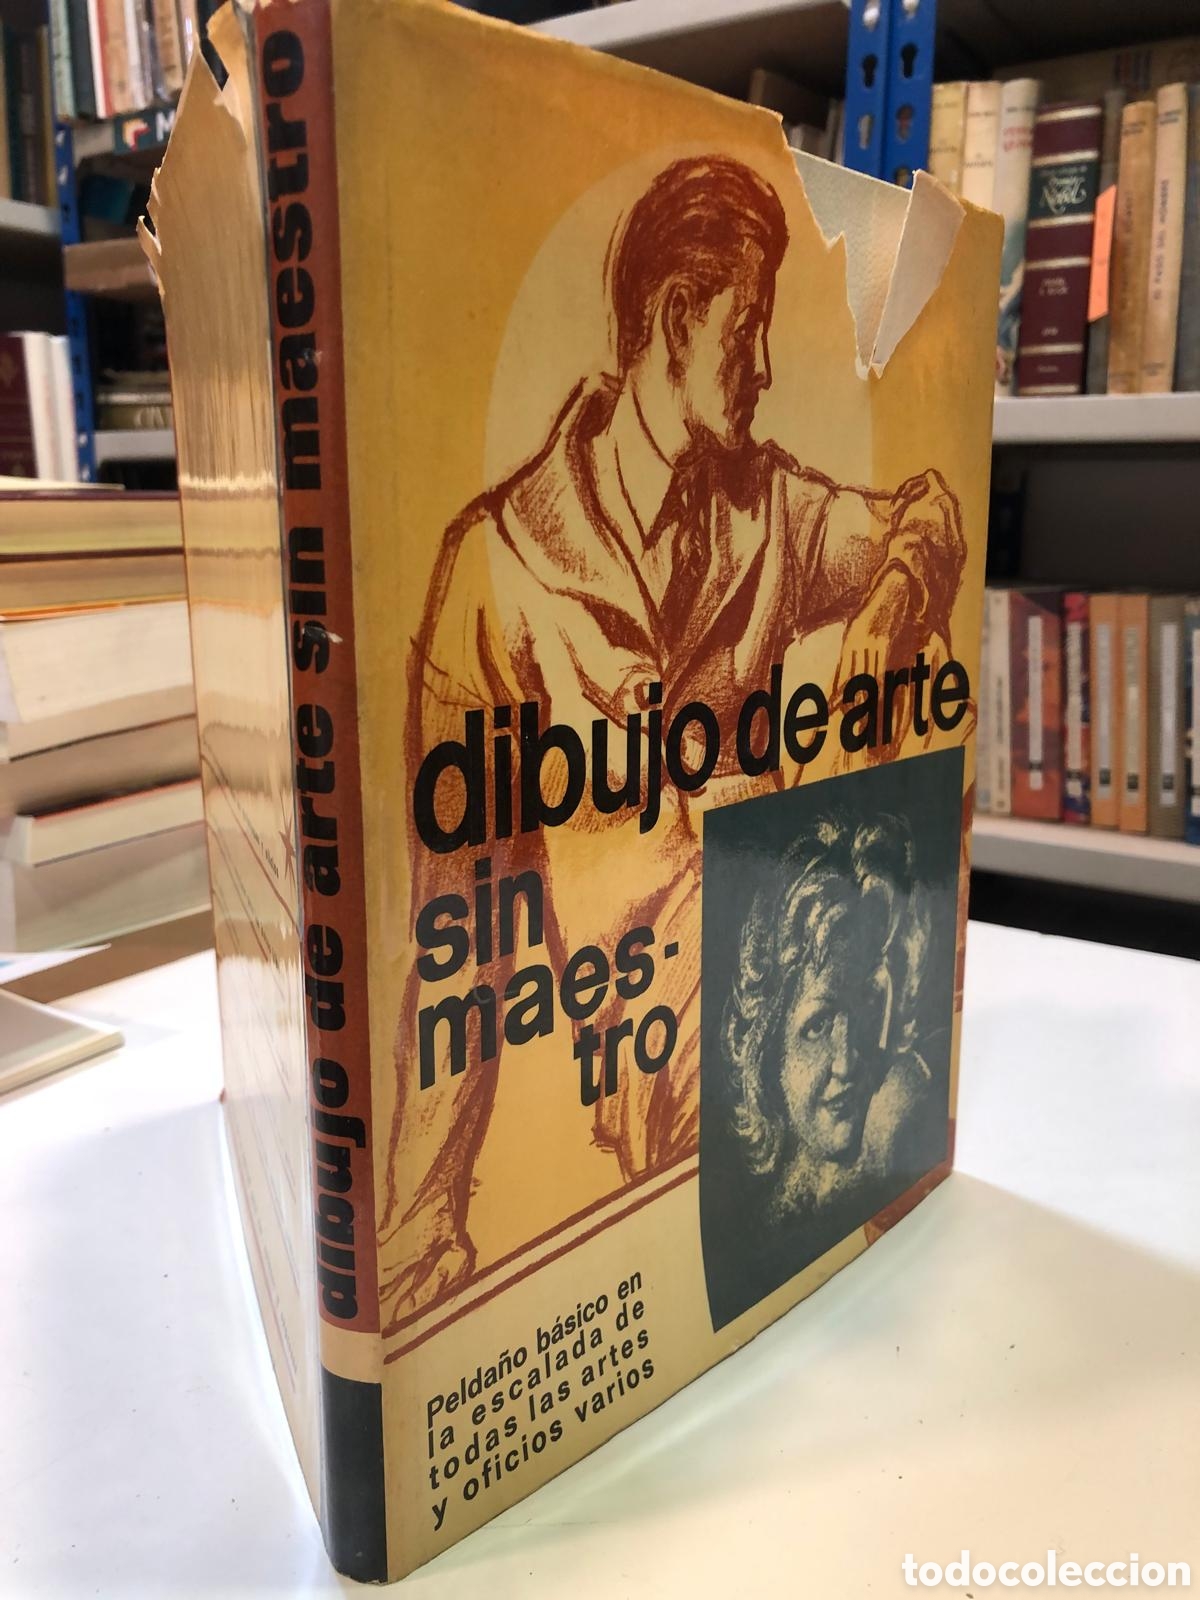 dibujo de arte sin maestro
dibujo de arte
sin
maes-
tro
Peldaño básico en
la escalada de
todas las artes
y oficios varios
Nobel
todocoleccion